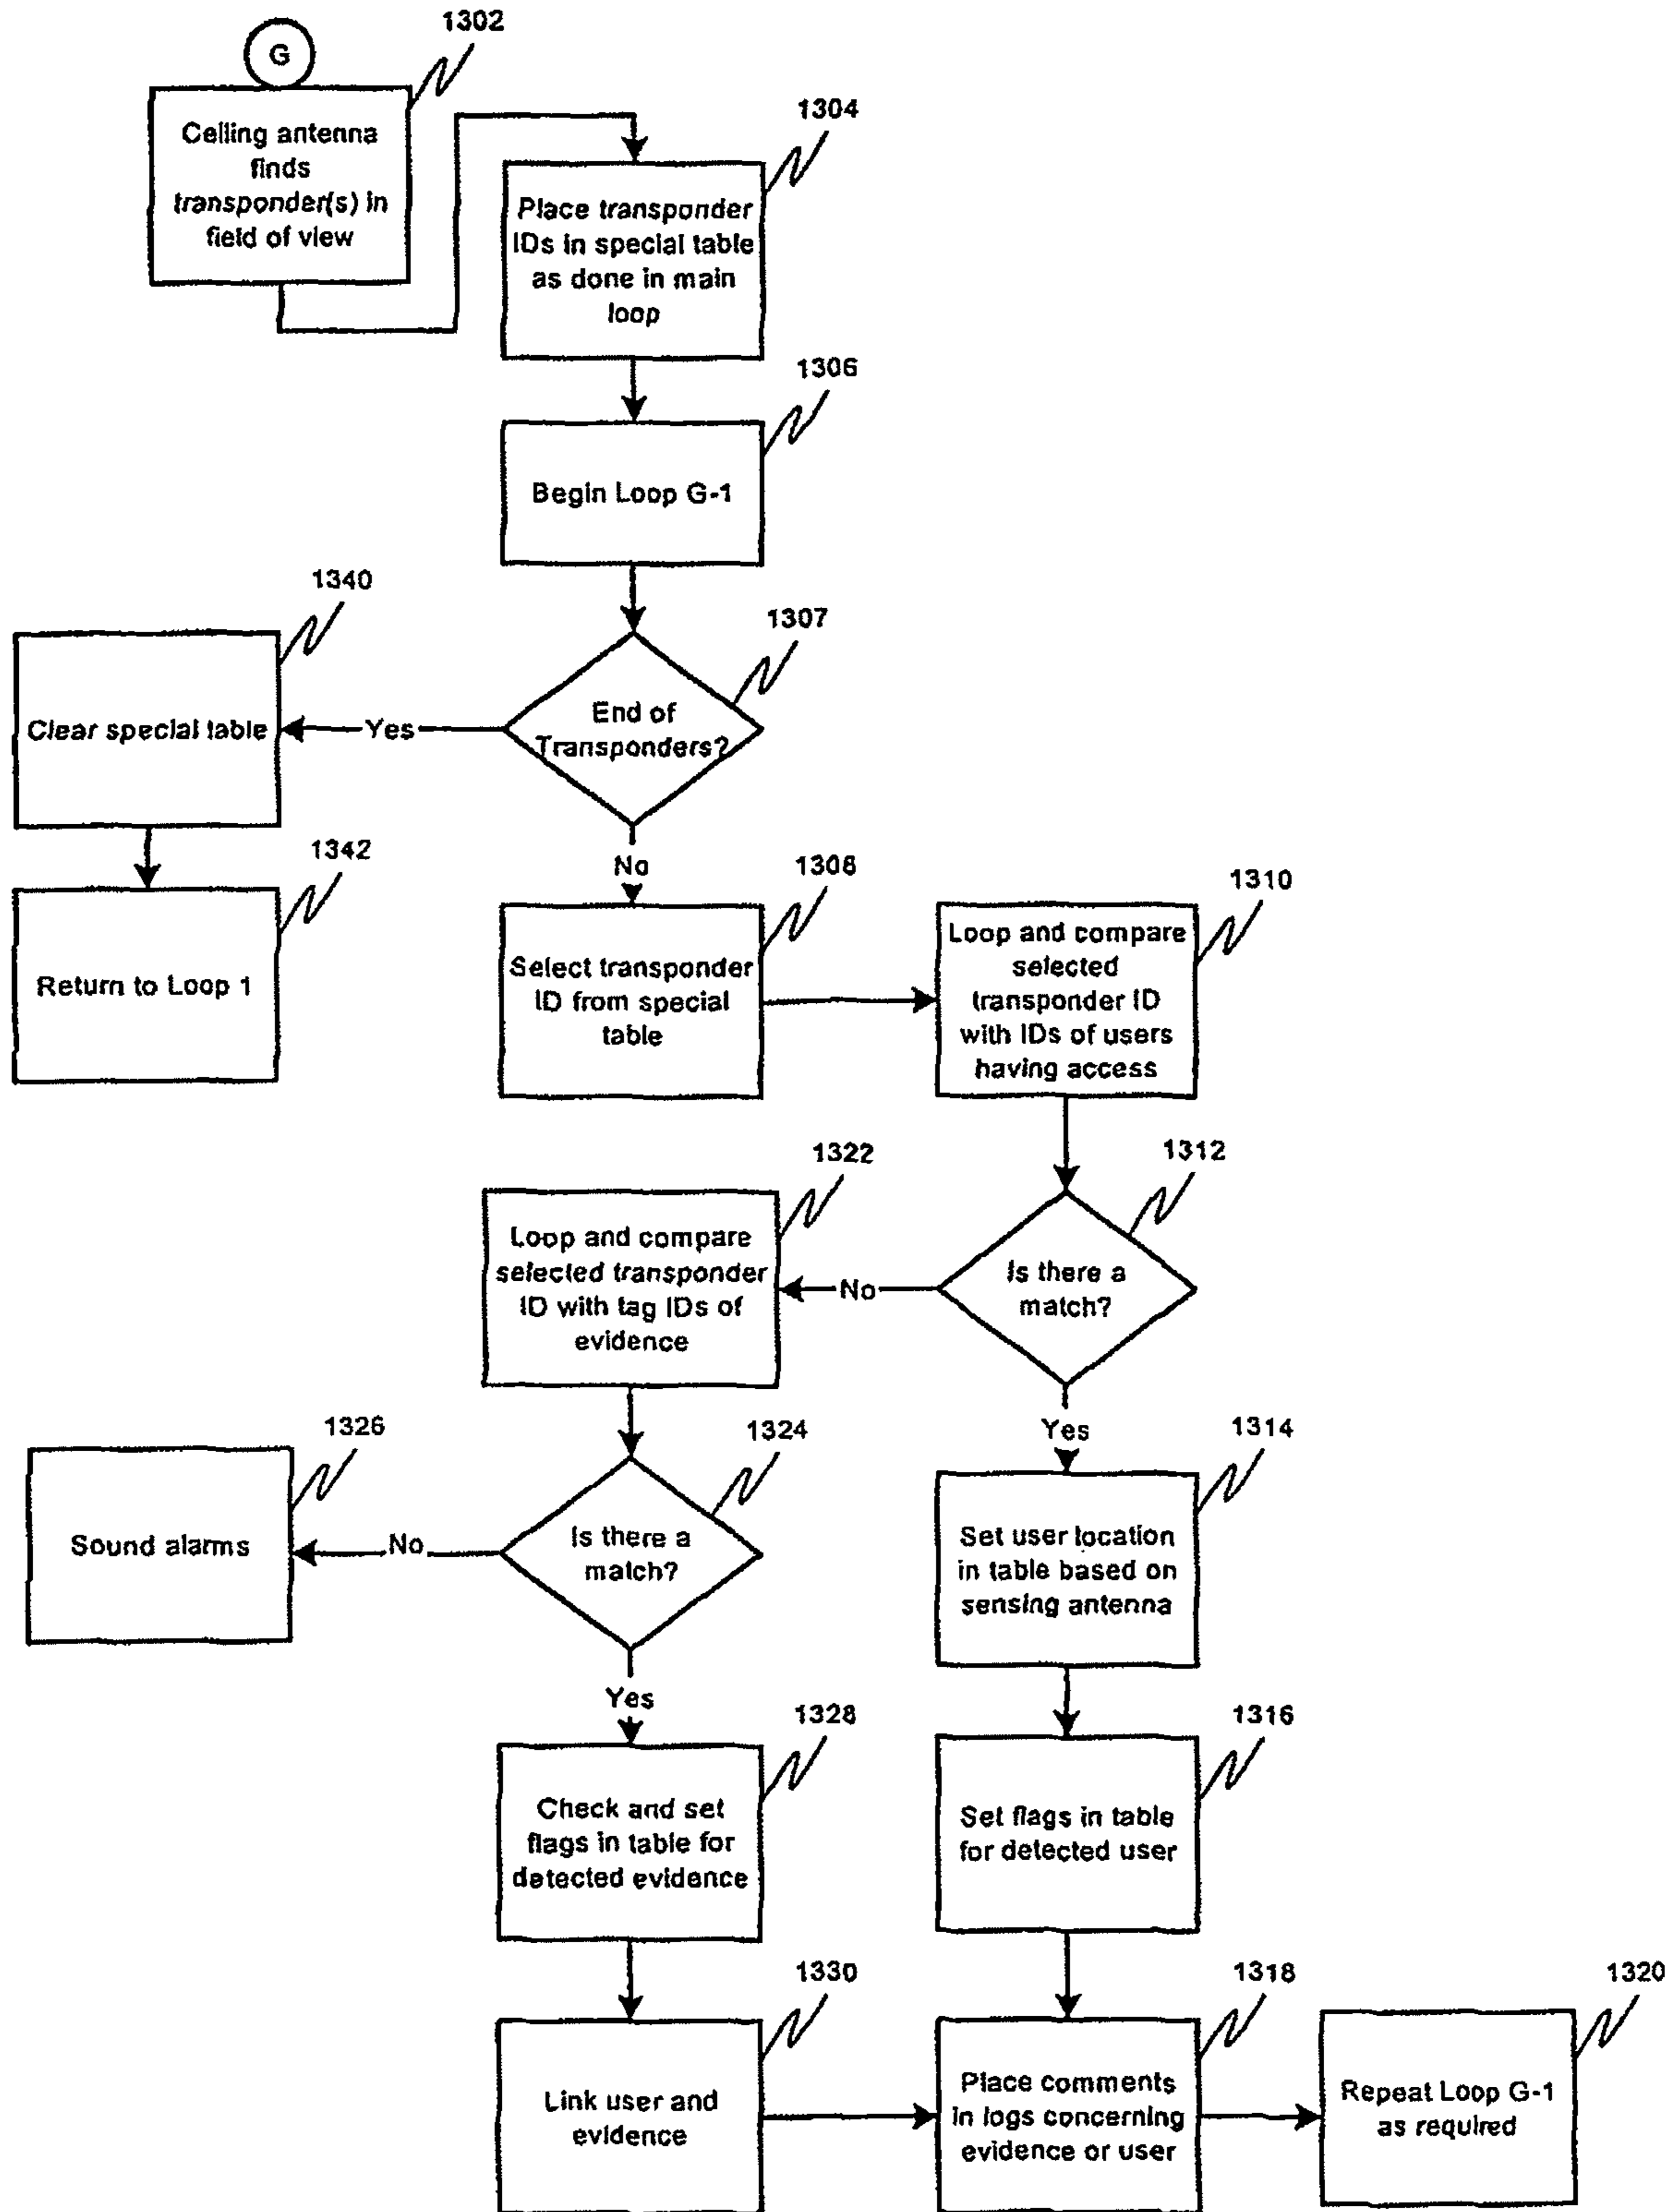 1302
G
Ceiling antenna
finds
transponder(s) in
field of view
1304
Place transponder
IDs in special table
as done in main
loop
1306
Begin Loop G-1
1340
1307
Clear special table
Yes
End of
Transponders?
1342
No
1308
1310
Return to Loop 1
Select transponder
ID from special
table
Loop and compare
selected
transponder ID
with IDs of users
having access
1322
1312
Loop and compare
selected transponder
ID with tag IDs of
evidence
No
Is there a
match?
1326
1324
Yes
1314
Sound alarms
No
Is there a
match?
Set user location
in table based on
sensing antenna
Yes
1328
1316
Check and set
flags in table for
detected evidence
Set flags in table
for detected user
1330
1318
1320
Link user and
evidence
Place comments
in logs concerning
evidence or user
Repeat Loop G-1
as required